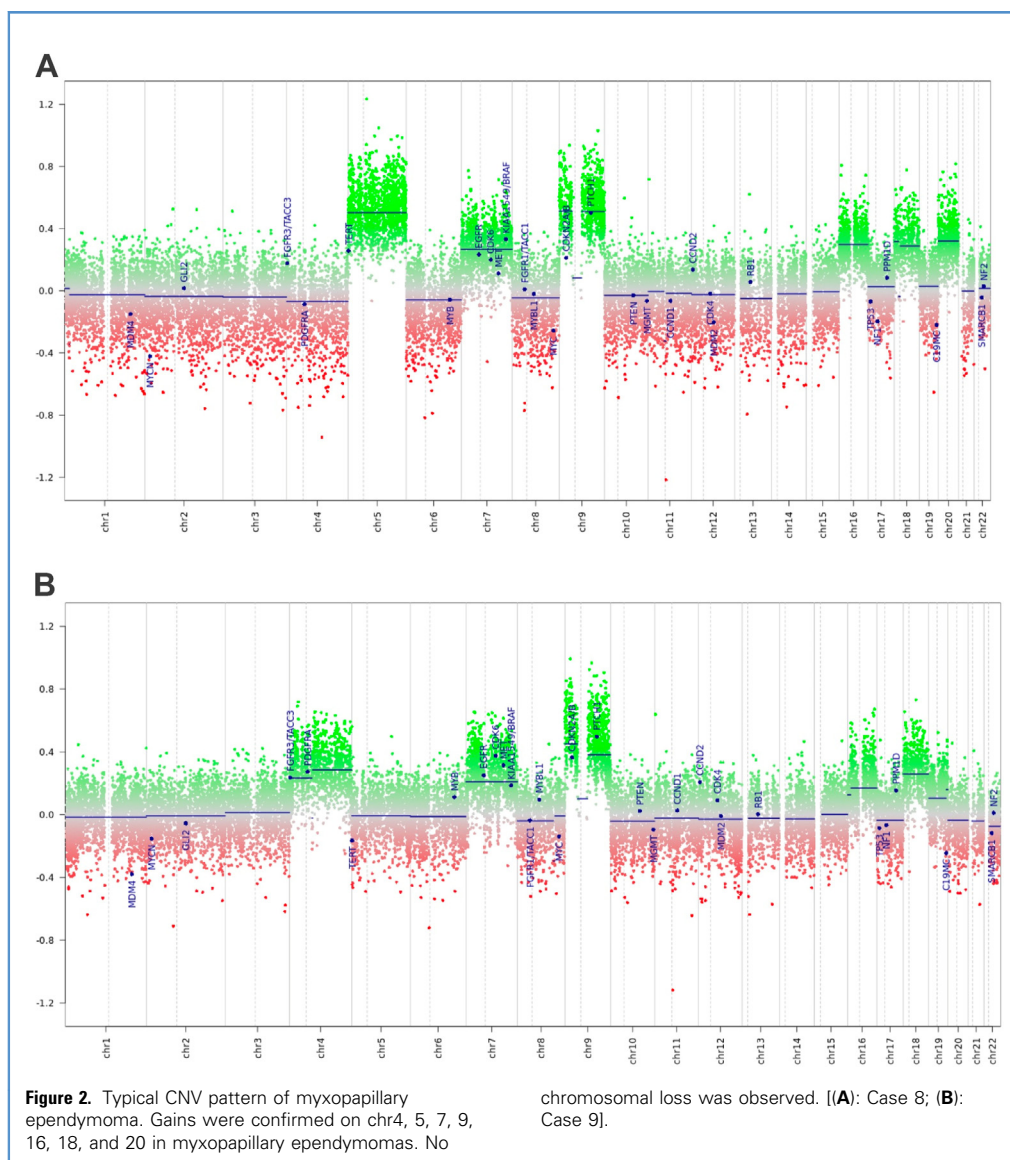 A
1.2
0.8
0.4
0.0
-0.4
-0.8
-1.2
MDM4
MYCN
GLI2
FGFR3/TACC3
PDGFRA
TERT
MYB
EGFR
CDK6
MET
KIAA1549/BRAF
FGFR1/TACC1
MYBL1
MYC
CDKN2A/B
PTCH1
PTEN
MGMT
CCND1
CCND2
CDK4
MDM2
RB1
TP53
NF1
PPM1D
C19MC
SMARCB1
NF2
chr1
chr2
chr3
chr4
chr5
chr6
chr7
chr8
chr9
chr10
chr11
chr12
chr13
chr14
chr15
chr16
chr17
chr18
chr19
chr20
chr21
chr22
B
1.2
0.8
0.4
0.0
-0.4
-0.8
-1.2
MDM4
MYCN
GLI2
FGFR3/TACC3
PDGFRA
TERT
MYB
EGFR
CDK6
MET
KIAA1549/BRAF
FGFR1/TACC1
MYBL1
MYC
CDKN2A/B
PTCH1
PTEN
MGMT
CCND1
CCND2
CDK4
MDM2
RB1
TP53
NF1
PPM1D
C19MC
SMARCB1
NF2
chr1
chr2
chr3
chr4
chr5
chr6
chr7
chr8
chr9
chr10
chr11
chr12
chr13
chr14
chr15
chr16
chr17
chr18
chr19
chr20
chr21
chr22
Figure 2. Typical CNV pattern of myxopapillary
ependymoma. Gains were confirmed on chr4, 5, 7, 9,
16, 18, and 20 in myxopapillary ependymomas. No
chromosomal loss was observed. [(A): Case 8; (B):
Case 9].